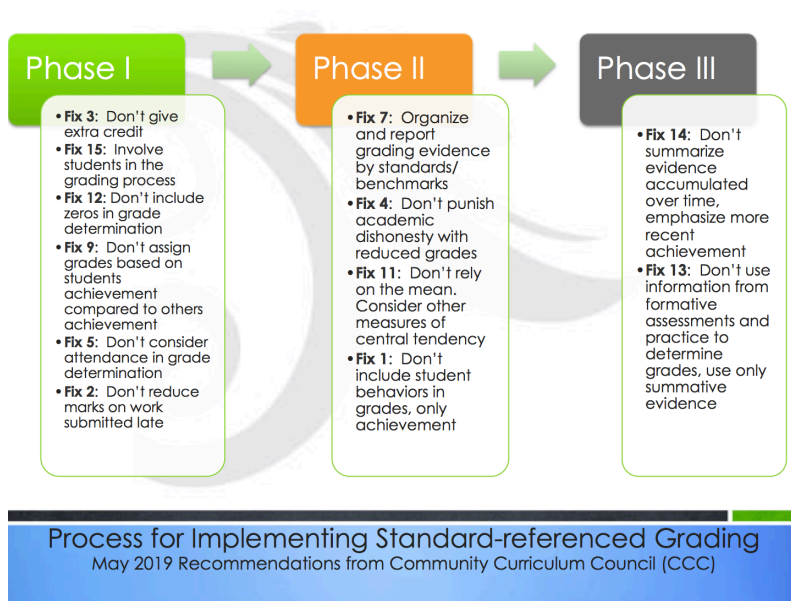 Phase I
• Fix 3:  Don't give
extra credit
• Fix 15:  Involve
students in the
grading process
• Fix 12: Don't include
zeros in grade
determination
• Fix 9:  Don't assign
grades based on
students
achievement
compared to others
achievement
• Fix 5:  Don't consider
attendance in grade
determination
• Fix 2:  Don't reduce
marks on work
submitted late
Phase II
• Fix 7:  Organize
and report
grading evidence
by standards/
benchmarks
• Fix 4:  Don't punish
academic
dishonesty with
reduced grades
• Fix 11:  Don't rely
on the mean.
Consider other
measures of
central tendency
• Fix 1:  Don't
include student
behaviors in
grades, only
achievement
Phase III
• Fix 14:  Don't
summarize
evidence
accumulated
over time,
emphasize more
recent
achievement
• Fix 13:  Don't use
information from
formative
assessments and
practice to
determine
grades, use only
summative
evidence
Process for Implementing Standard-referenced Grading
May 2019 Recommendations from Community Curriculum Council (CCC)